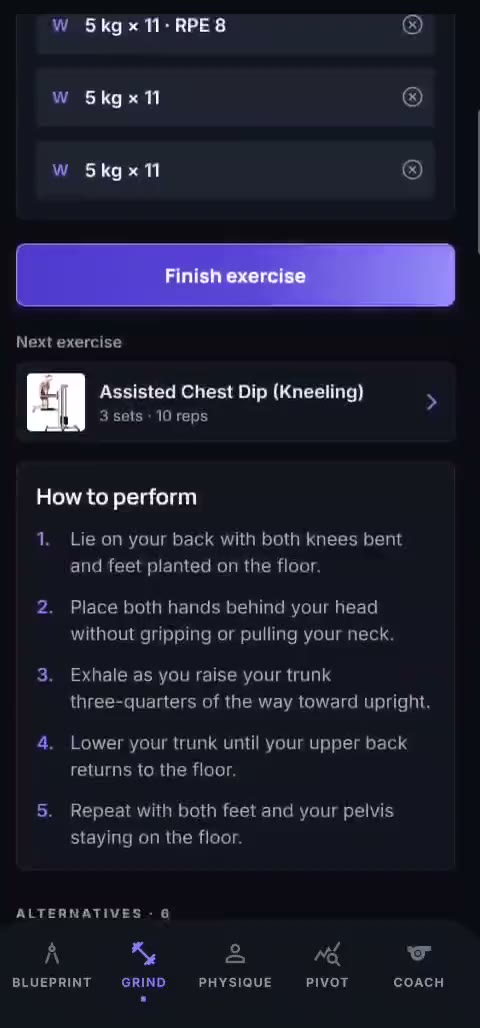 W 5 kg × 11 · RPE 8
W 5 kg × 11
W 5 kg × 11
Finish exercise
Next exercise
Assisted Chest Dip (Kneeling)
3 sets · 10 reps
How to perform
1. Lie on your back with both knees bent
and feet planted on the floor.
2. Place both hands behind your head
without gripping or pulling your neck.
3. Exhale as you raise your trunk
three-quarters of the way toward upright.
4. Lower your trunk until your upper back
returns to the floor.
5. Repeat with both feet and your pelvis
staying on the floor.
ALTERNATIVES · 6
BLUEPRINT GRIND PHYSIQUE PIVOT COACH